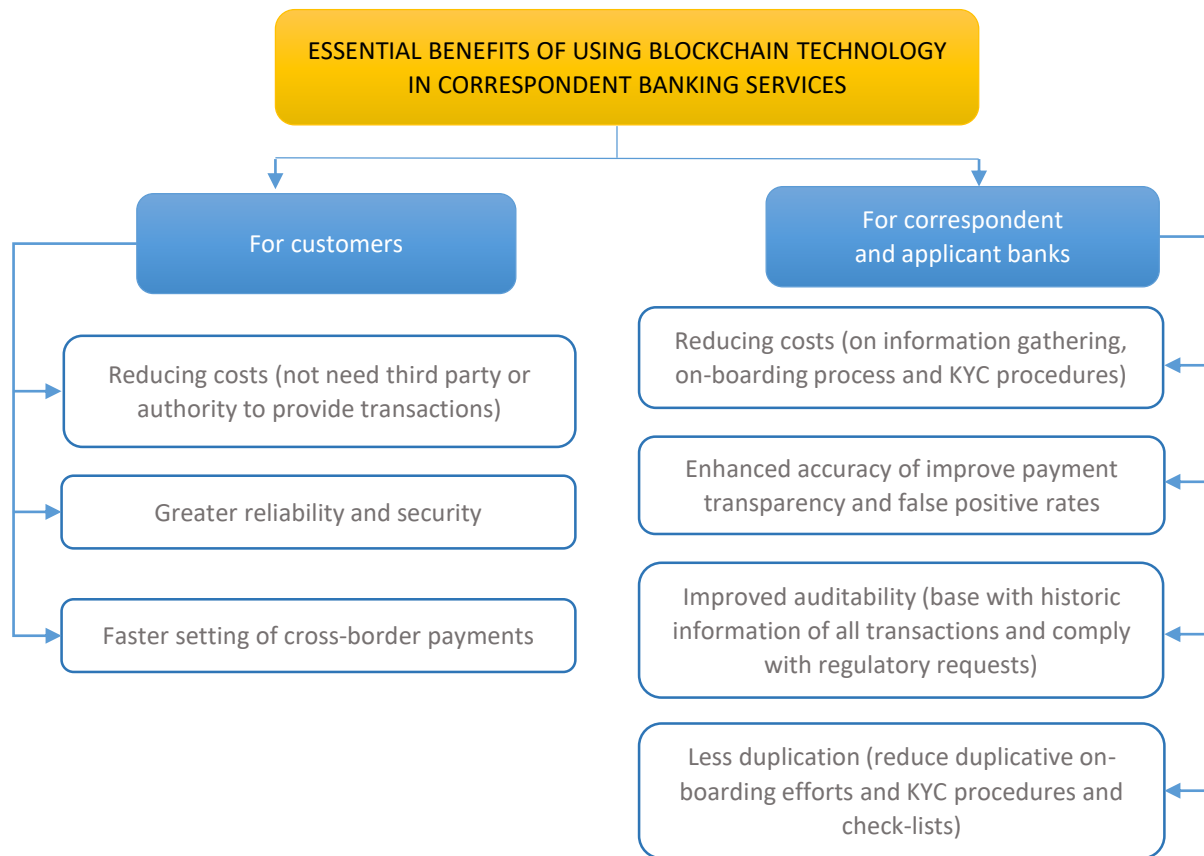 ESSENTIAL BENEFITS OF USING BLOCKCHAIN TECHNOLOGY
IN CORRESPONDENT BANKING SERVICES
For customers
Reducing costs (not need third party or
authority to provide transactions)
Greater reliability and security
Faster setting of cross-border payments
For correspondent
and applicant banks
Reducing costs (on information gathering,
on-boarding process and KYC procedures)
Enhanced accuracy of improve payment
transparency and false positive rates
Improved auditability (base with historic
information of all transactions and comply
with regulatory requests)
Less duplication (reduce duplicative on-
boarding efforts and KYC procedures and
check-lists)